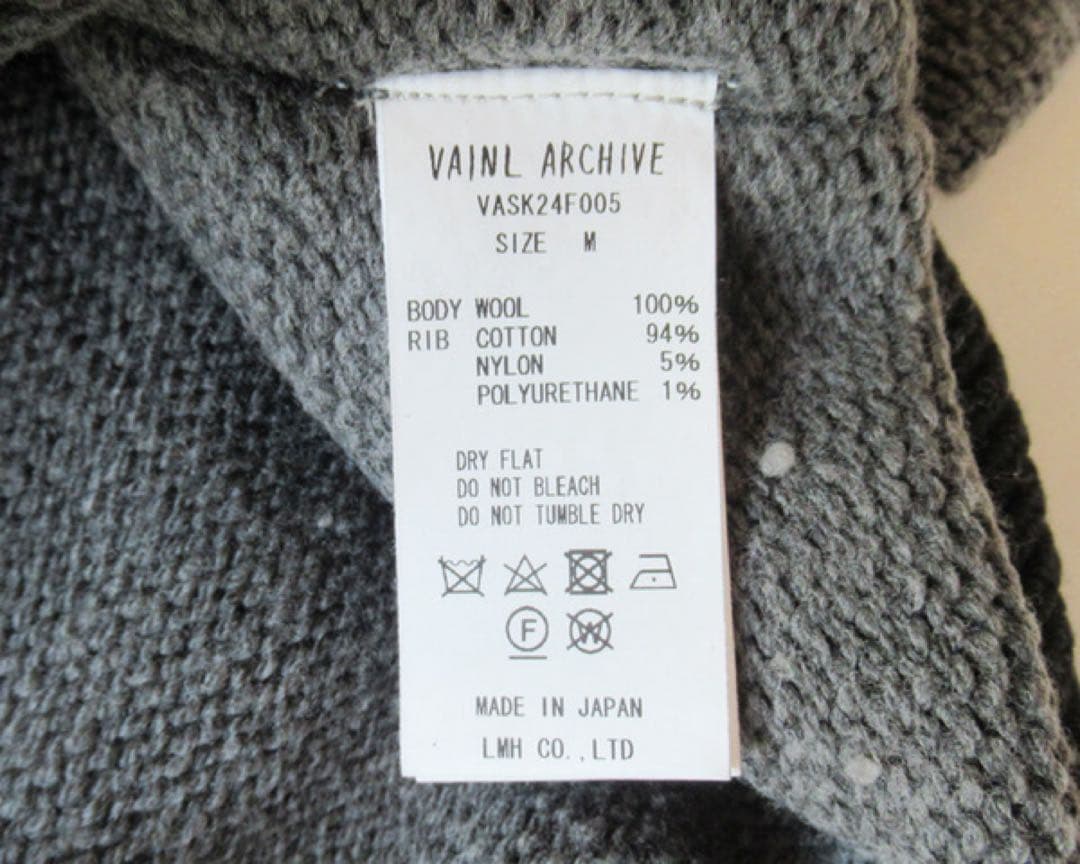 VAINL ARCHIVE
VASK24F005
SIZE M
BODY WOOL 100%
RIB COTTON 94%
NYLON 5%
POLYURETHANE 1%
DRY FLAT
DO NOT BLEACH
DO NOT TUMBLE DRY
F W
MADE IN JAPAN
LMH CO.,LTD